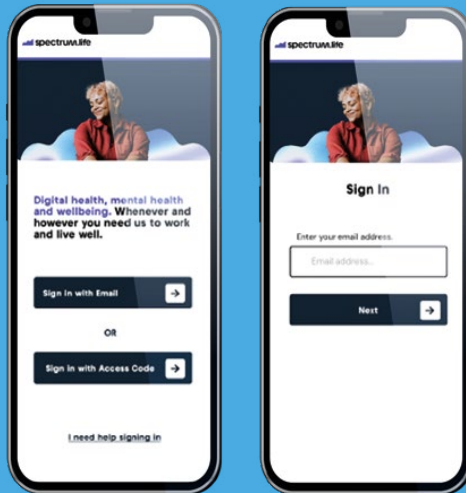 spectrum.life
Digital health, mental health
and wellbeing. Whenever and
however you need us to work
and live well.
Sign in with Email
OR
Sign in with Access Code
I need help signing in
spectrum.life
Sign In
Enter your email address.
Email address..
Next